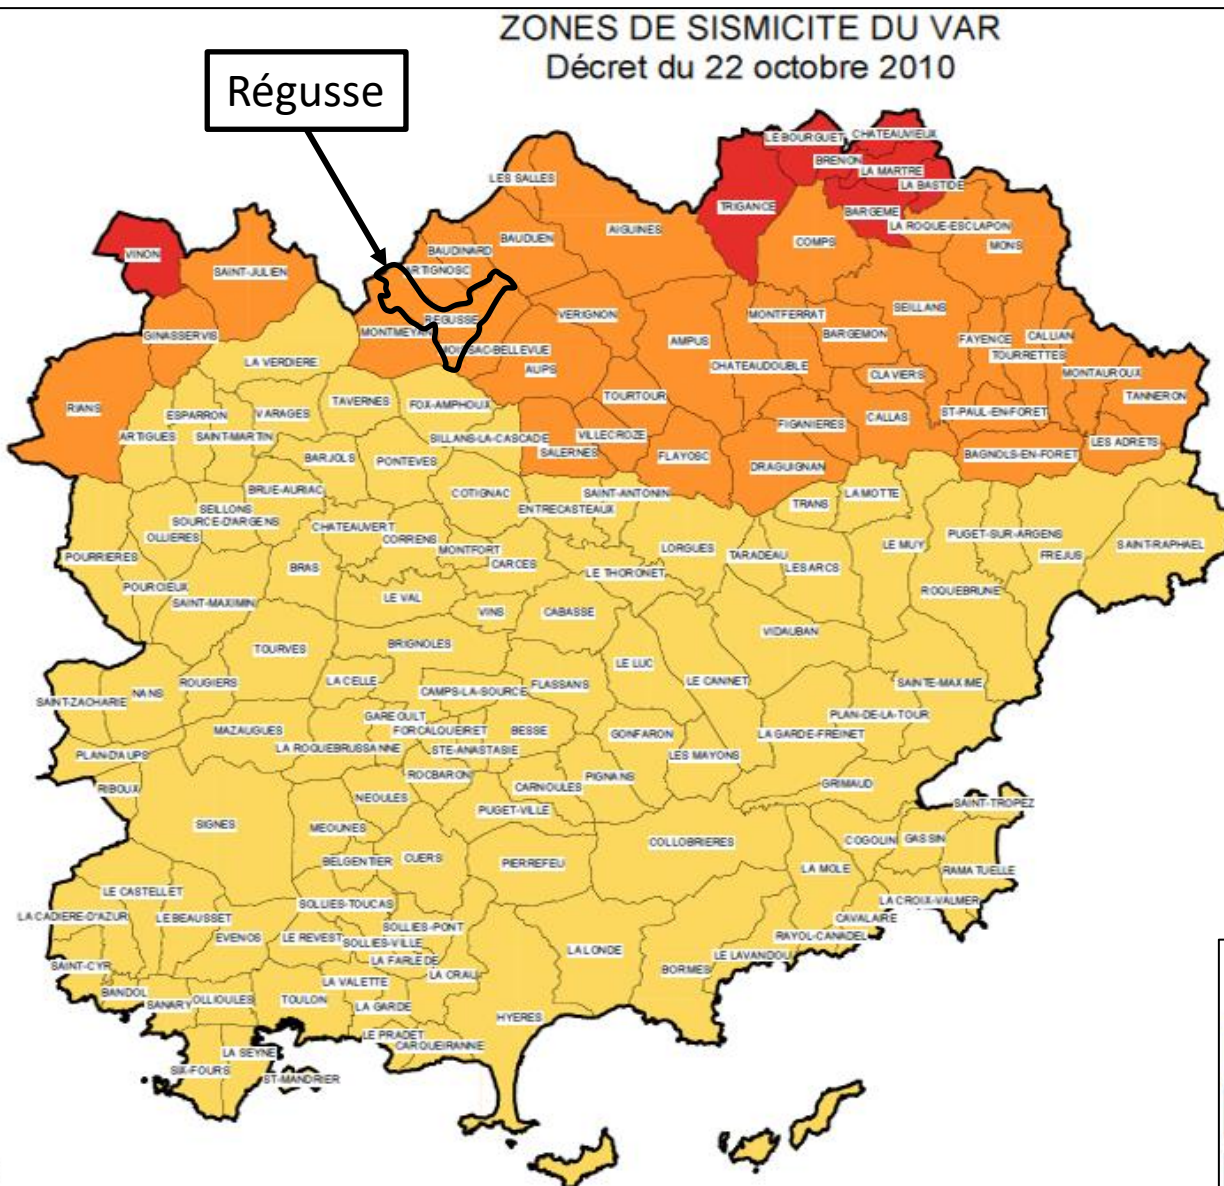 ZONES DE SISMICITE DU VAR
Décret du 22 octobre 2010
Régusse
LE BOURGUET
CHATEAUVIEUX
BRENON
LA MARTRE
LA BASTIDE
LES SALLES
TRIGANCE
BARGEME
LA ROQUE-ESCLAPON
AIGUINES
BAUDUEN
COMPS
MONS
VINON
BAUDINARD
SAINT-JULIEN
ARTIGNOSC
SEILLANS
VERIGNON
MONTFERRAT
REGUSSE
MONTMEYAN
GINASSERVIS
BARGEMON
FAYENCE
CALLIAN
AMPUS
MOISSAC-BELLEVUE
TOURRETTES
LA VERDIERE
AUPS
CHATEAUDOUBLE
CLAVIERS
MONTAUROUX
TOURTOUR
TANNERON
TAVERNES
FOX-AMPHOUX
RIANS
ESPARRON
VARAGES
ST-PAUL-EN-FORET
CALLAS
FIGANIERES
ARTIGUES
SAINT-MARTIN
SILLANS-LA-CASCADE
VILLECROZE
LES ADRETS
SALERNES
BARJOLS
PONTEVES
FLAYOSC
BAGNOLS-EN-FORET
DRAGUIGNAN
BRUE-AURIAC
COTIGNAC
SAINT-ANTONIN
LA MOTTE
TRANS
SEILLONS
SOURCE-D'ARGENS
ENTRECASTEAUX
CHATEAUVERT
OLLIERES
CORRENS
PUGET-SUR-ARGENS
LE MUY
SAINT-RAPHAEL
MONTFORT
LORGUES
TARADEAU
FREJUS
POURRIERES
CARCES
BRAS
LES ARCS
LE THORONET
POURCIEUX
ROQUEBRUNE
SAINT-MAXIMIN
LE VAL
VINS
CABASSE
VIDAUBAN
BRIGNOLES
TOURVES
LE LUC
LA CELLE
LE CANNET
ROUGIERS
FLASSANS
SAINTE-MAXIME
CAMPS-LA-SOURCE
NANS
SAINT-ZACHARIE
GAREOULT
PLAN-DE-LA-TOUR
MAZAUGUES
FORCALQUEIRET
BESSE
GONFARON
LA GARDE-FREINET
LA ROQUEBRUSSANNE
STE-ANASTASIE
PLAN-D'AUPS
LES MAYONS
ROCBARON
PIGNANS
GRIMAUD
CARNOULES
RIBOUX
NEOULES
SAINT-TROPEZ
PUGET-VILLE
SIGNES
MEOUNES
COGOLIN
GASSIN
COLLOBRIERES
BELGENTIER
CUERS
PIERREFEU
LA MOLE
RAMATUELLE
LE CASTELLET
SOLLIES-TOUCAS
LA CROIX-VALMER
LA CADIERE-D'AZUR
LE BEAUSSET
CAVALAIRE
SOLLIES-PONT
EVENOS
LE REVEST
RAYOL-CANADEL
SOLLIES-VILLE
LA LONDE
LE LAVANDOU
LA FARLEDE
SAINT-CYR
BORMES
LA CRAU
LA VALETTE
BANDOL
SANARY
OLLIOULES
TOULON
LA GARDE
HYERES
LE PRADET
CARQUEIRANNE
LA SEYNE
SIX-FOURS
ST-MANDRIER